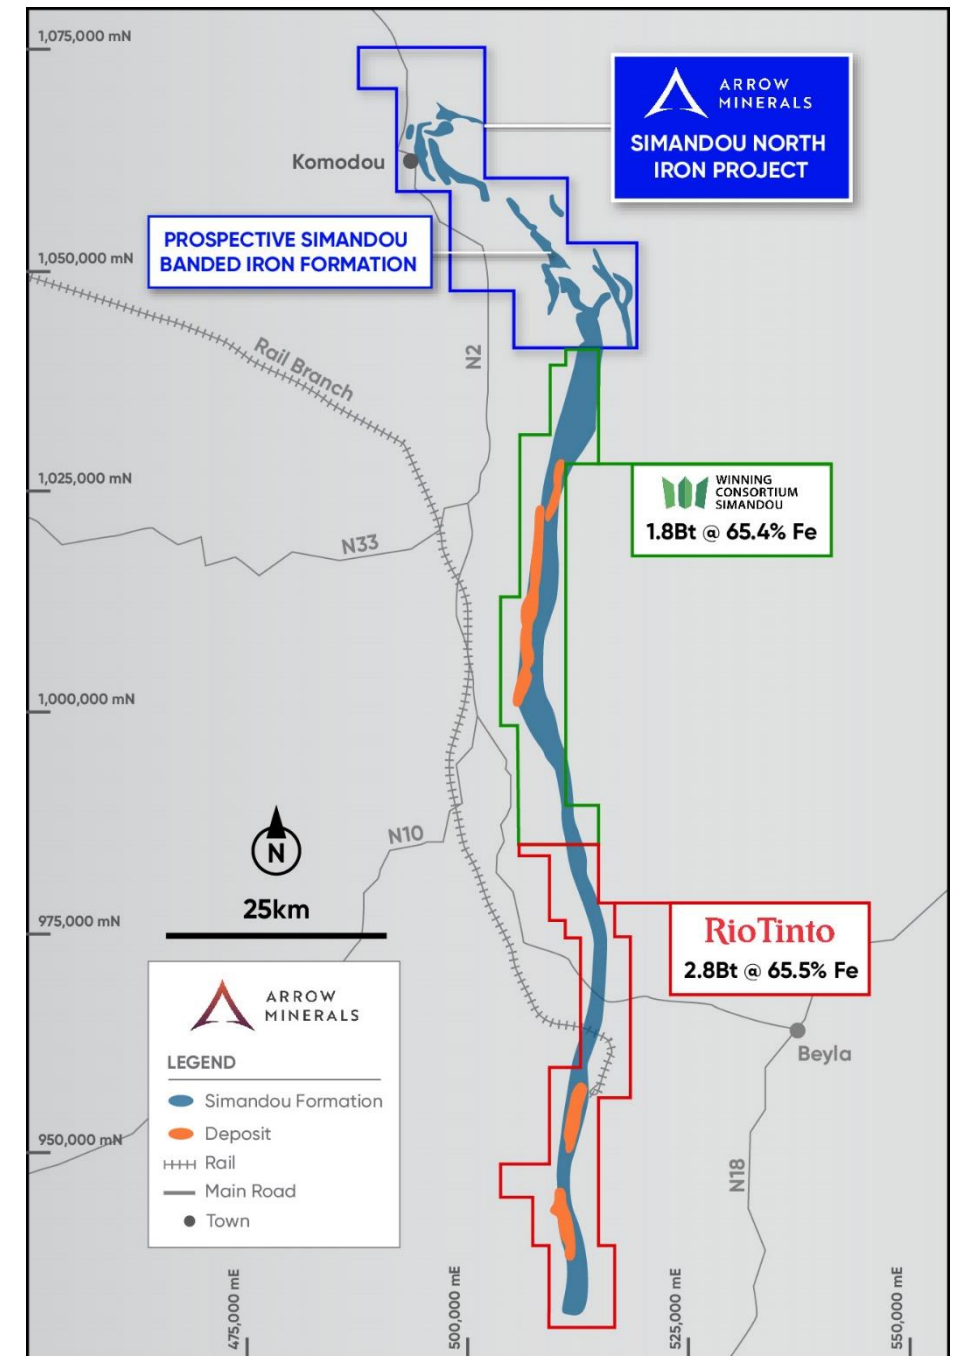 1,075,000 mN
ARROW
MINERALS
SIMANDOU NORTH
IRON PROJECT
Komodou
PROSPECTIVE SIMANDOU
BANDED IRON FORMATION
1,050,000 mN
Rail Branch
N2
1,025,000 mN
WINNING
CONSORTIUM
SIMANDOU
1.8Bt @ 65.4% Fe
N33
1,000,000 mN
N10
N
25km
975,000 mN
RioTinto
2.8Bt @ 65.5% Fe
ARROW
MINERALS
Beyla
LEGEND
Simandou Formation
Deposit
950,000 mN
Rail
Main Road
Town
N18
475,000 mE
500,000 mE
525,000 mE
550,000 mE